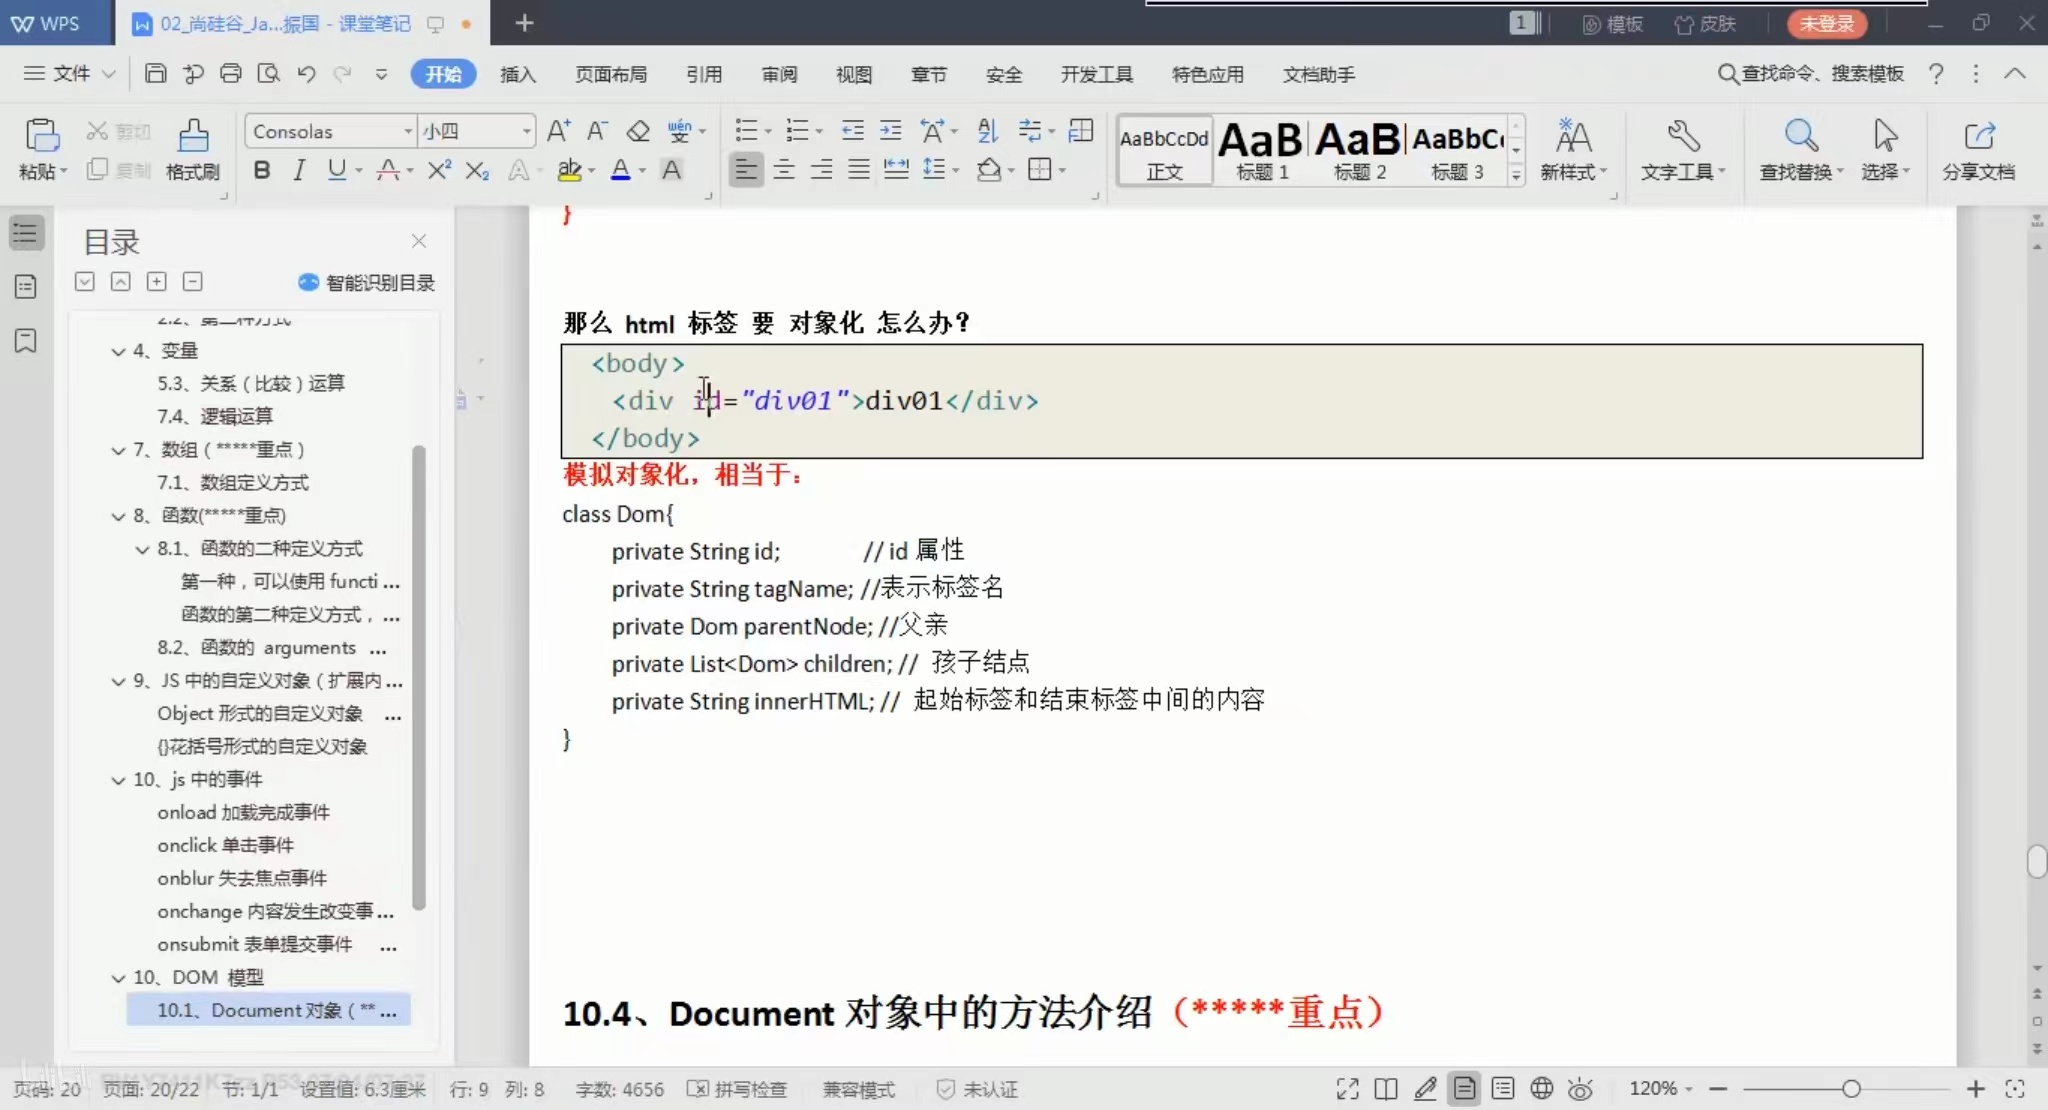 WPS
02_尚硅谷_Ja...振国 - 课堂笔记
1
模板
皮肤
未登录
文件
开始
插入
页面布局
引用
审阅
视图
章节
安全
开发工具
特色应用
文档助手
查找命令、搜索模板
粘贴
剪切
复制
格式刷
Consolas
小四
AaBbCcDd
正文
AaB
标题 1
AaB
标题 2
AaBbC
标题 3
新样式
文字工具
查找替换
选择
分享文档
目录
智能识别目录
2.2、第二种方式
4、变量
5.3、关系（比较）运算
7.4、逻辑运算
7、数组（*****重点）
7.1、数组定义方式
8、函数(*****重点)
8.1、函数的二种定义方式
第一种，可以使用 functi ...
函数的第二种定义方式， ...
8.2、函数的 arguments ...
9、JS 中的自定义对象（扩展内 ...
Object 形式的自定义对象 ...
{}花括号形式的自定义对象
10、js 中的事件
onload 加载完成事件
onclick 单击事件
onblur 失去焦点事件
onchange 内容发生改变事 ...
onsubmit 表单提交事件 ...
10、DOM 模型
10.1、Document 对象（** ...
}
那么 html 标签 要 对象化 怎么办？
<body>
<div id="div01">div01</div>
</body>
模拟对象化，相当于：
class Dom{
private String id; // id 属性
private String tagName; //表示标签名
private Dom parentNode; //父亲
private List<Dom> children; // 孩子结点
private String innerHTML; // 起始标签和结束标签中间的内容
}
10.4、Document 对象中的方法介绍（*****重点）
页码: 20
页面: 20/22
节: 1/1
设置值: 6.3厘米
行: 9
列: 8
字数: 4656
拼写检查
兼容模式
未认证
120%